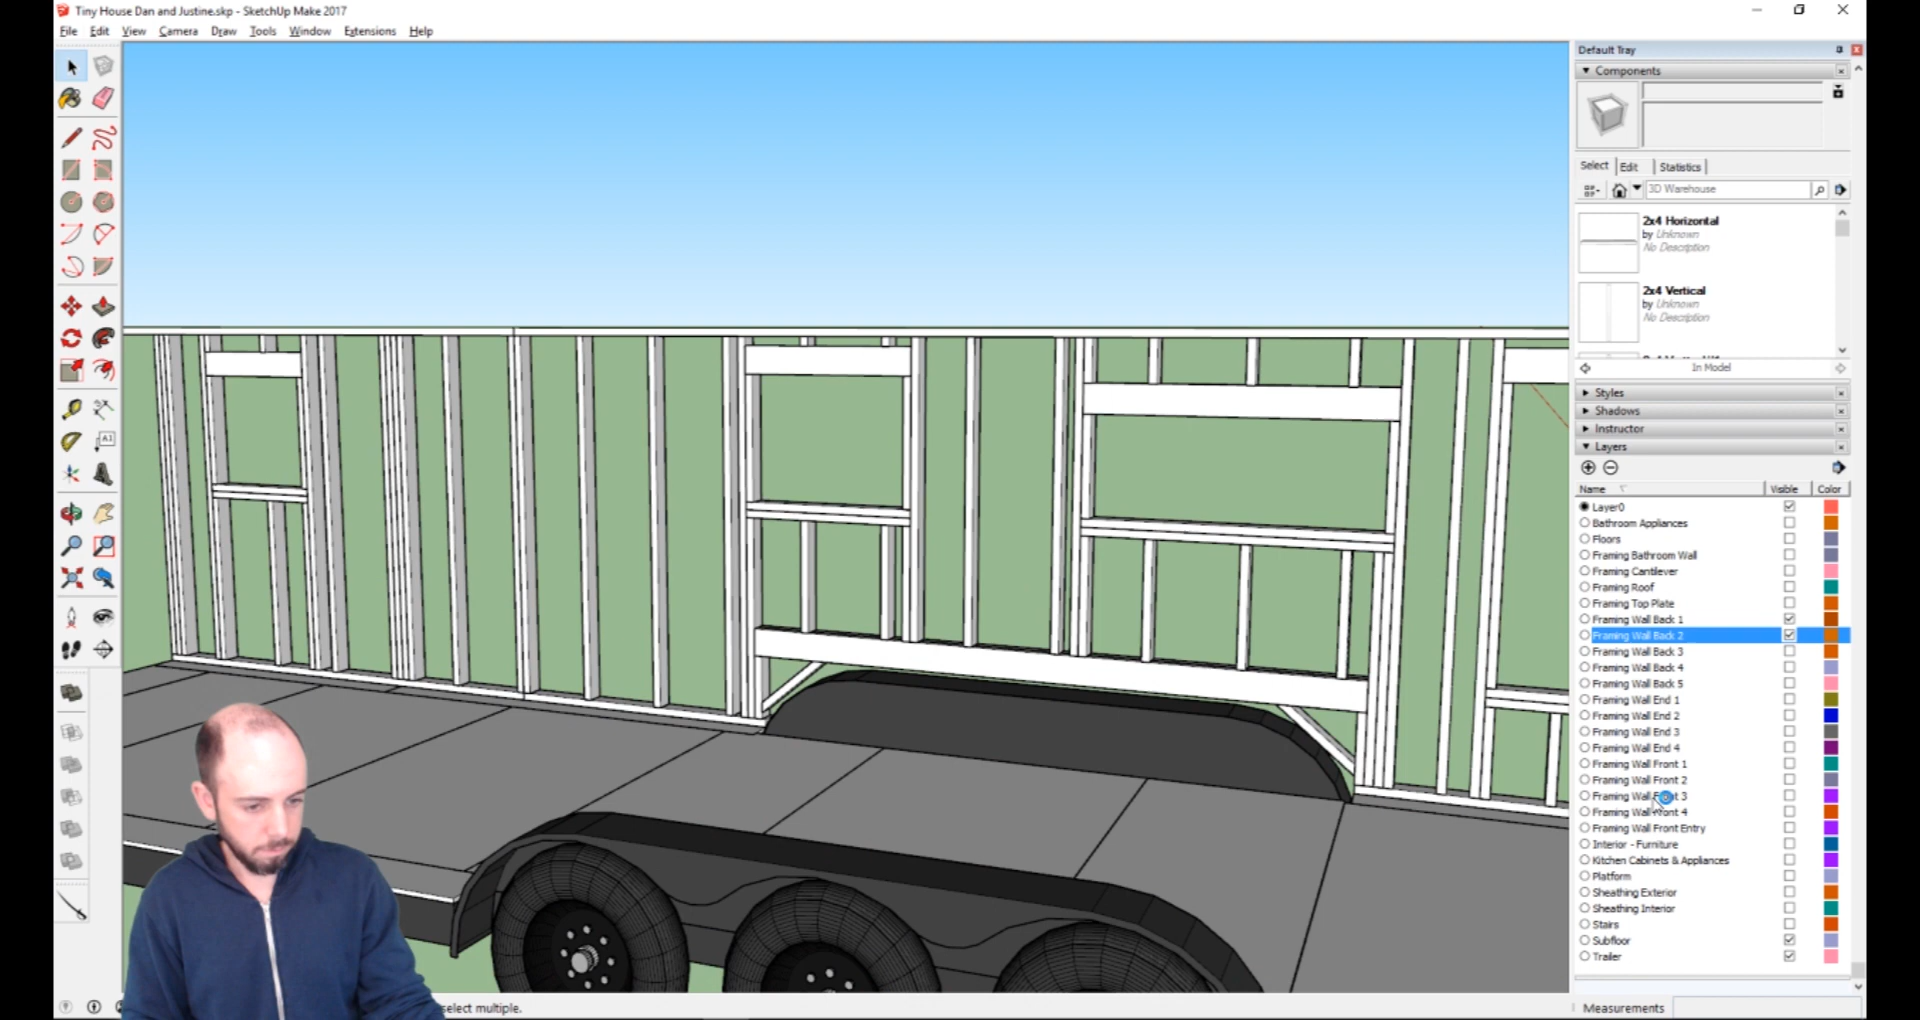 Tiny House Dan and Justine.skp - SketchUp Make 2017
File Edit View Camera Draw Tools Window Extensions Help
Default Tray
Components
Select Edit Statistics
3D Warehouse
2x4 Horizontal
by Unknown
No Description
2x4 Vertical
by Unknown
No Description
In Model
Styles
Shadows
Instructor
Layers
Name Visible Color
Layer0
Bathroom Appliances
Floors
Framing Bathroom Wall
Framing Cantilever
Framing Roof
Framing Top Plate
Framing Wall Back 1
Framing Wall Back 2
Framing Wall Back 3
Framing Wall Back 4
Framing Wall Back 5
Framing Wall End 1
Framing Wall End 2
Framing Wall End 3
Framing Wall End 4
Framing Wall Front 1
Framing Wall Front 2
Framing Wall Front 3
Framing Wall Front 4
Framing Wall Front Entry
Interior - Furniture
Kitchen Cabinets & Appliances
Platform
Sheathing Exterior
Sheathing Interior
Stairs
Subfloor
Trailer
select multiple.
Measurements